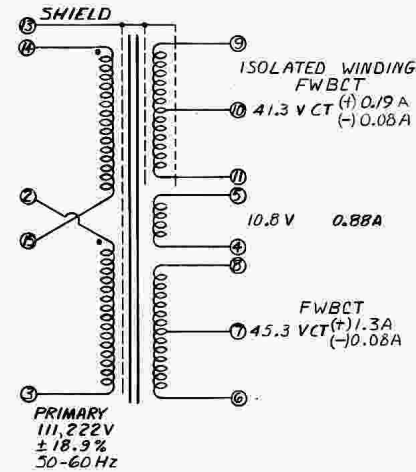 SHIELD
13
14
2
15
3
PRIMARY
111,222V
± 18.9%
50-60 Hz
9
ISOLATED WINDING
FWBCT
10 41.3 V CT (+) 0.19 A
(-) 0.08A
11
5
10.8 V 0.88A
4
8
FWBCT
7 45.3 VCT (+) 1.3 A
(-) 0.08A
6